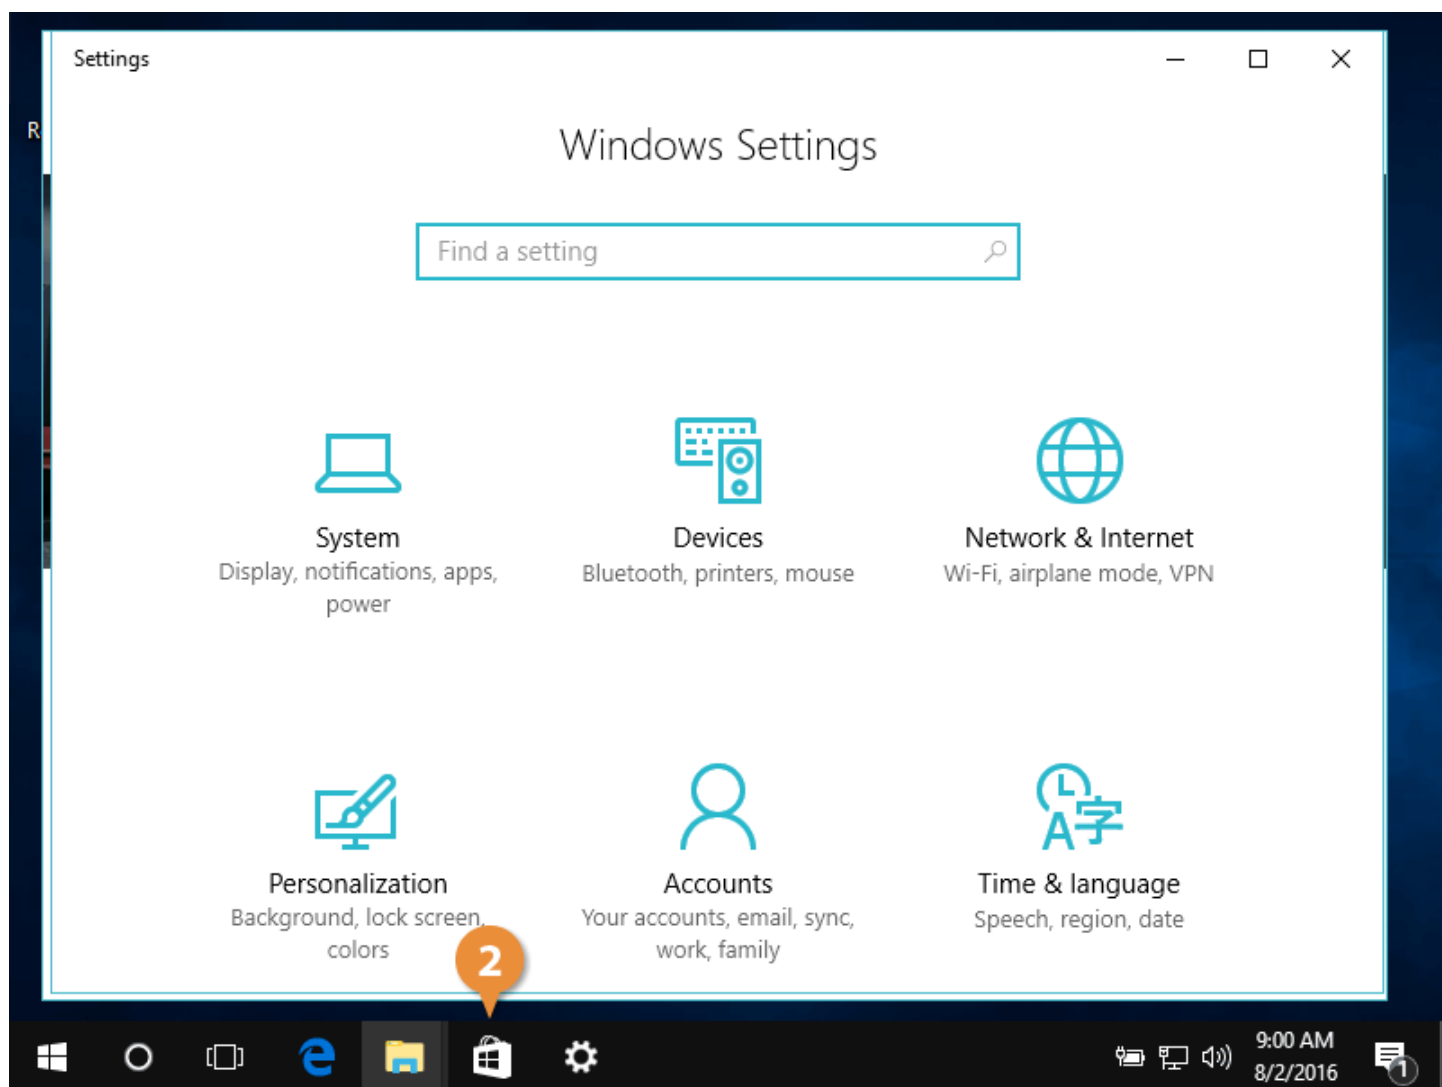 Settings
R
Windows Settings
Find a setting
System
Display, notifications, apps,
power
Devices
Bluetooth, printers, mouse
Network & Internet
Wi-Fi, airplane mode, VPN
Personalization
Background, lock screen,
colors
Accounts
Your accounts, email, sync,
work, family
Time & language
Speech, region, date
2
9:00 AM
8/2/2016
1